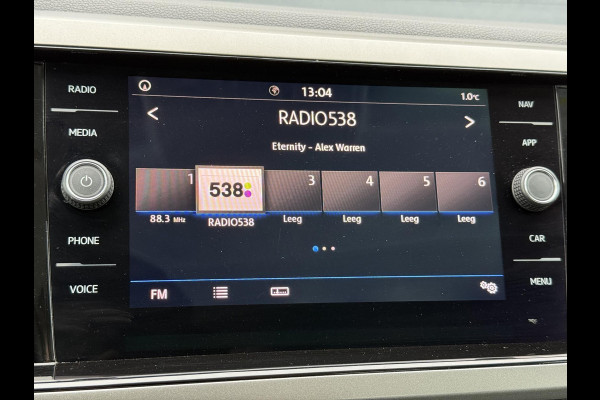 RADIO
MEDIA
PHONE
VOICE
13:04
1.0°C
<
RADIO538
>
Eternity - Alex Warren
1
538
3
4
5
6
88.3 MHz
RADIO538
Leeg
Leeg
Leeg
Leeg
FM
NAV
APP
CAR
MENU